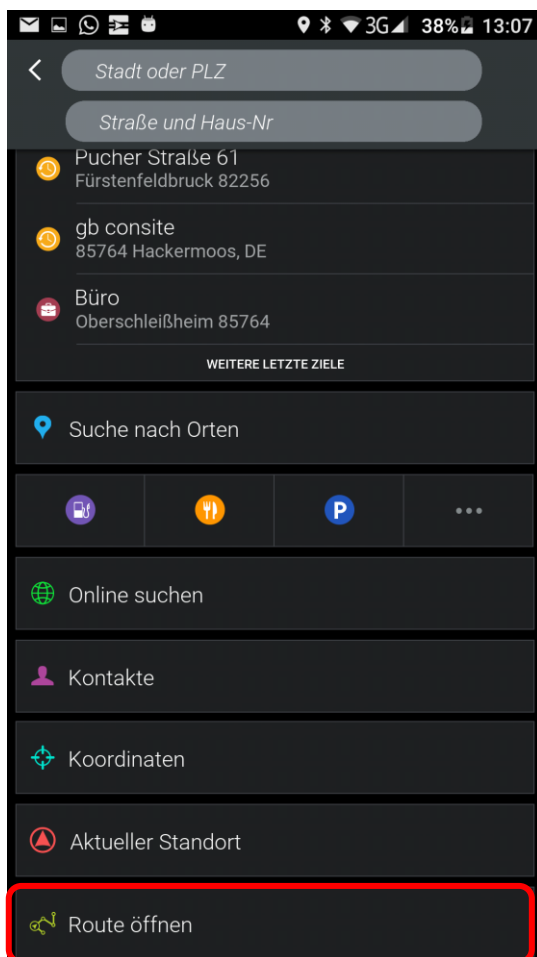 3G 38% 13:07
Stadt oder PLZ
Straße und Haus-Nr
Pucher Straße 61
Fürstenfeldbruck 82256
gb consite
85764 Hackermoos, DE
Büro
Oberschleißheim 85764
WEITERE LETZTE ZIELE
Suche nach Orten
P
Online suchen
Kontakte
Koordinaten
Aktueller Standort
Route öffnen